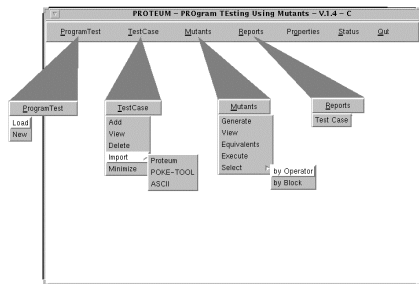 PROTEUM - PROgram TEsting Using Mutants - V.1.4 - C
ProgramTest TestCase Mutants Reports Properties Status Out
ProgramTest
Load
New
TestCase
Add
View
Delete
Import
Minimize
Proteum
POKE-TOOL
ASCII
Mutants
Generate
View
Equivalents
Execute
Select
by Operator
by Block
Reports
Test Case